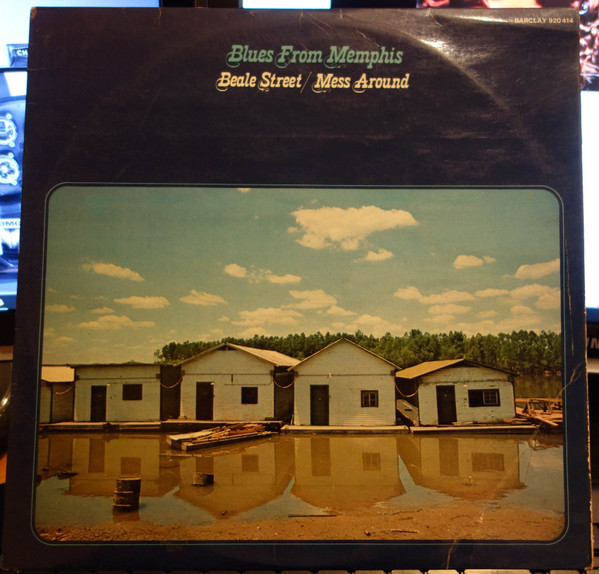 BARCLAY 920 414
Blues From Memphis
Beale Street / Mess Around